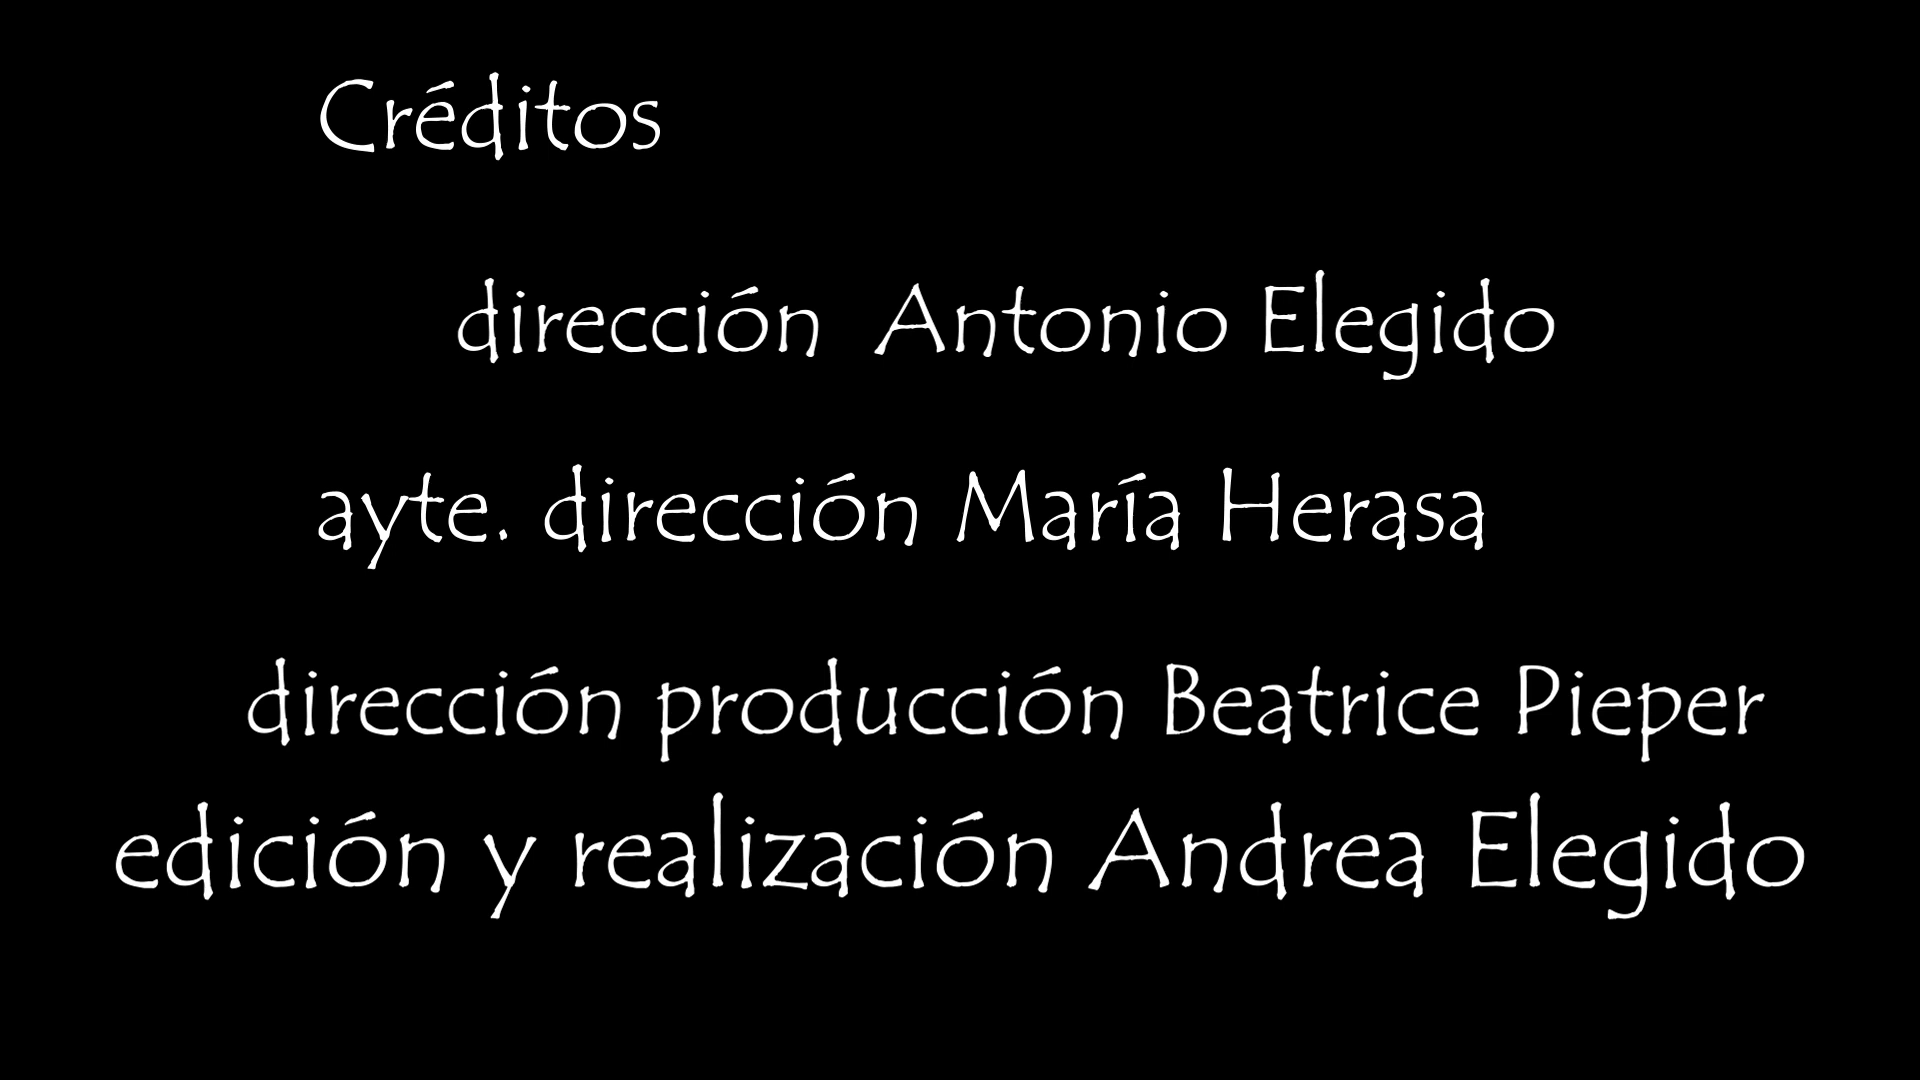 Créditos
dirección Antonio Elegido
ayte. dirección María Herasa
dirección producción Beatrice Pieper
edición y realización Andrea Elegido